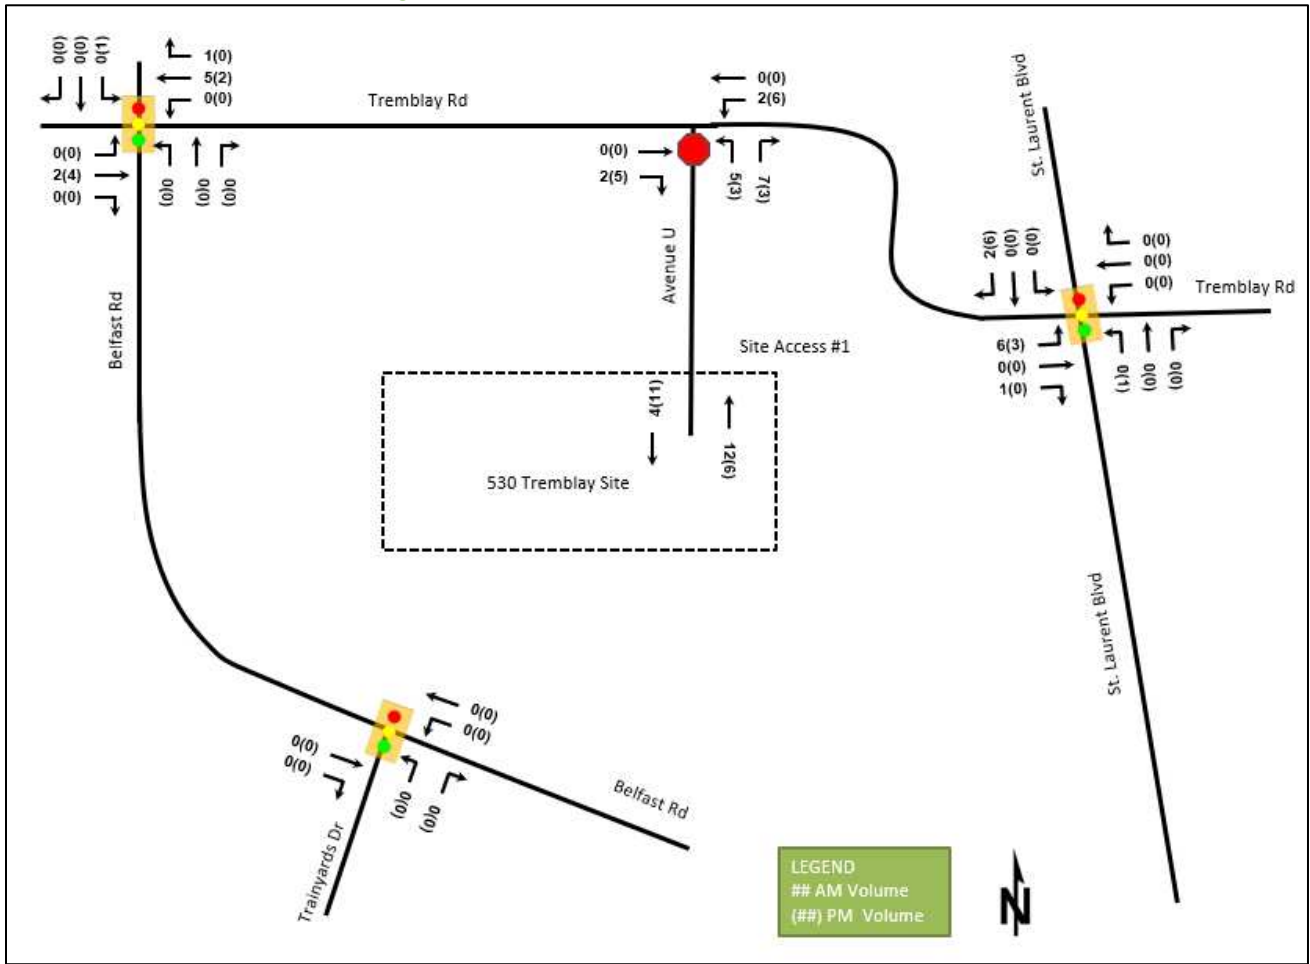 0(0)
0(0)
0(1)
1(0)
5(2)
0(0)
Tremblay Rd
0(0)
2(6)
St. Laurent Blvd
0(0)
2(4)
0(0)
0(0)
0(0)
0(0)
0(0)
2(5)
5(3)
7(3)
Avenue U
2(6)
0(0)
0(0)
0(0)
0(0)
0(0)
Tremblay Rd
Belfast Rd
Site Access #1
6(3)
0(0)
1(0)
0(1)
0(0)
0(0)
4(11)
12(6)
530 Tremblay Site
St. Laurent Blvd
0(0)
0(0)
0(0)
0(0)
0(0)
0(0)
Belfast Rd
Trainyards Dr
LEGEND
## AM Volume
(##) PM Volume
N